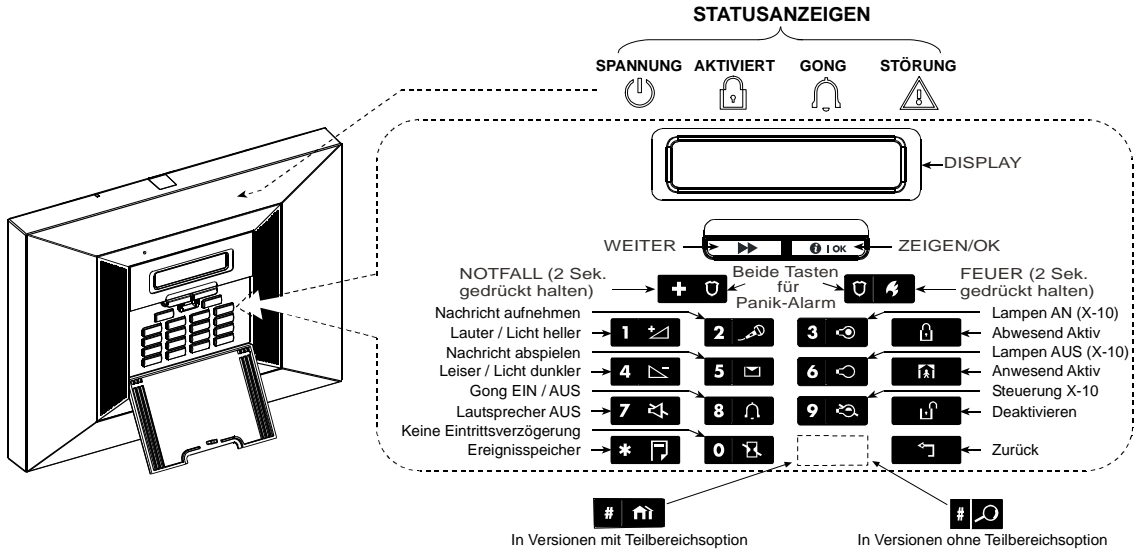 STATUSANZEIGEN
SPANNUNG AKTIVIERT GONG STÖRUNG
DISPLAY
WEITER
i | OK
ZEIGEN/OK
NOTFALL (2 Sek.
gedrückt halten)
Beide Tasten
für
Panik-Alarm
FEUER (2 Sek.
gedrückt halten)
Nachricht aufnehmen
Lampen AN (X-10)
Lauter / Licht heller
1 2 3
Abwesend Aktiv
Nachricht abspielen
Lampen AUS (X-10)
Leiser / Licht dunkler
4 5 6
Anwesend Aktiv
Gong EIN / AUS
Steuerung X-10
Lautsprecher AUS
7 8 9
Deaktivieren
Keine Eintrittsverzögerung
Ereignisspeicher
* 0
Zurück
#
#
In Versionen mit Teilbereichsoption
In Versionen ohne Teilbereichsoption